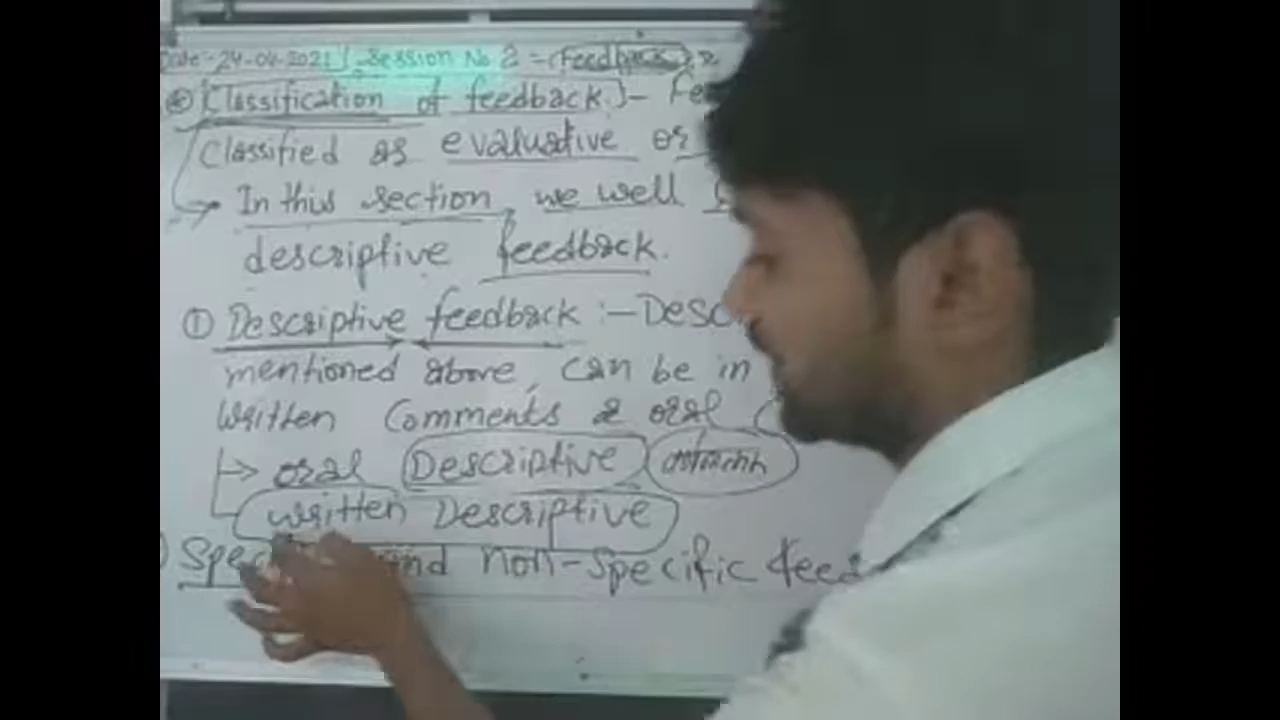 Date:-24-04-2021 Session No 2 = Feedback
Classification of feedback :-
Classified as evaluative or
In this section, we well
descriptive feedback.
① Descriptive feedback :-
mentioned above, can be in
written comments & oral
→ oral Descriptive
written Descriptive
and non-specific